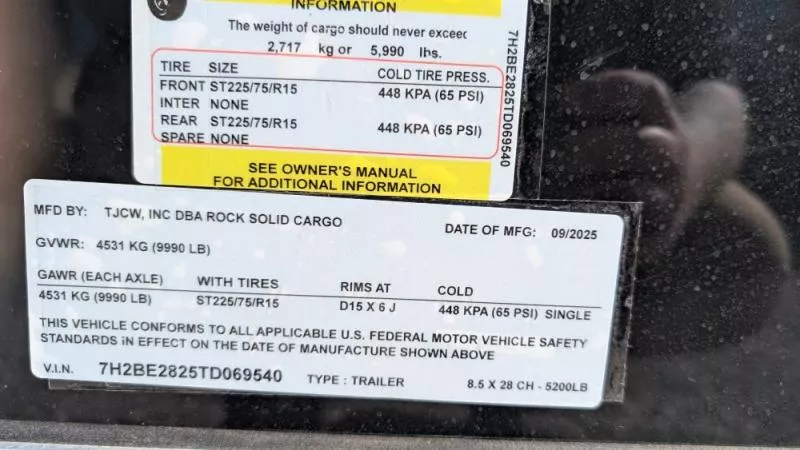 INFORMATION
The weight of cargo should never exceed
2,717 kg or 5,990 lbs.
TIRE SIZE COLD TIRE PRESS.
FRONT ST225/75/R15 448 KPA (65 PSI)
INTER NONE
REAR ST225/75/R15 448 KPA (65 PSI)
SPARE NONE
7H2BE2825TD069540
SEE OWNER'S MANUAL
FOR ADDITIONAL INFORMATION
MFD BY: TJCW, INC DBA ROCK SOLID CARGO DATE OF MFG: 09/2025
GVWR: 4531 KG (9990 LB)
GAWR (EACH AXLE) WITH TIRES RIMS AT COLD
4531 KG (9990 LB) ST225/75/R15 D15 X 6 J 448 KPA (65 PSI) SINGLE
THIS VEHICLE CONFORMS TO ALL APPLICABLE U.S. FEDERAL MOTOR VEHICLE SAFETY
STANDARDS iN EFFECT ON THE DATE OF MANUFACTURE SHOWN ABOVE
V.I.N. 7H2BE2825TD069540 TYPE : TRAILER 8.5 X 28 CH - 5200LB